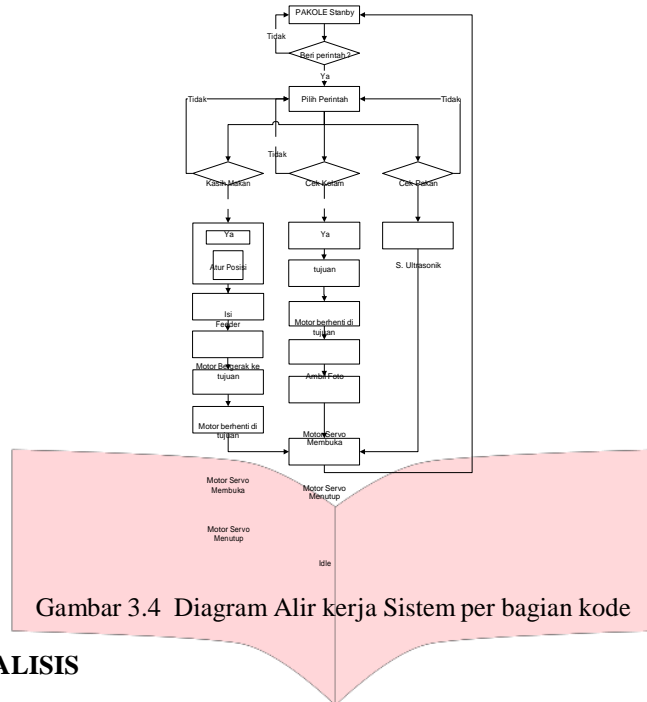 PAKOLE Stanby
Tidak
Beri perintah ?
Ya
Pilih Perintah
Tidak
Tidak
Tidak
Kasih Makan
Cek Kolam
Cek Pakan
Ya
Ya
Atur Posisi
tujuan
S. Ultrasonik
Isi
Fedder
Motor berhenti di
tujuan
Motor Bergerak ke
tujuan
Ambil Foto
Motor berhenti di
tujuan
Motor Servo
Membuka
Motor Servo
Membuka
Motor Servo
Menutup
Motor Servo
Menutup
Idle
Gambar 3.4 Diagram Alir kerja Sistem per bagian kode
ALISIS